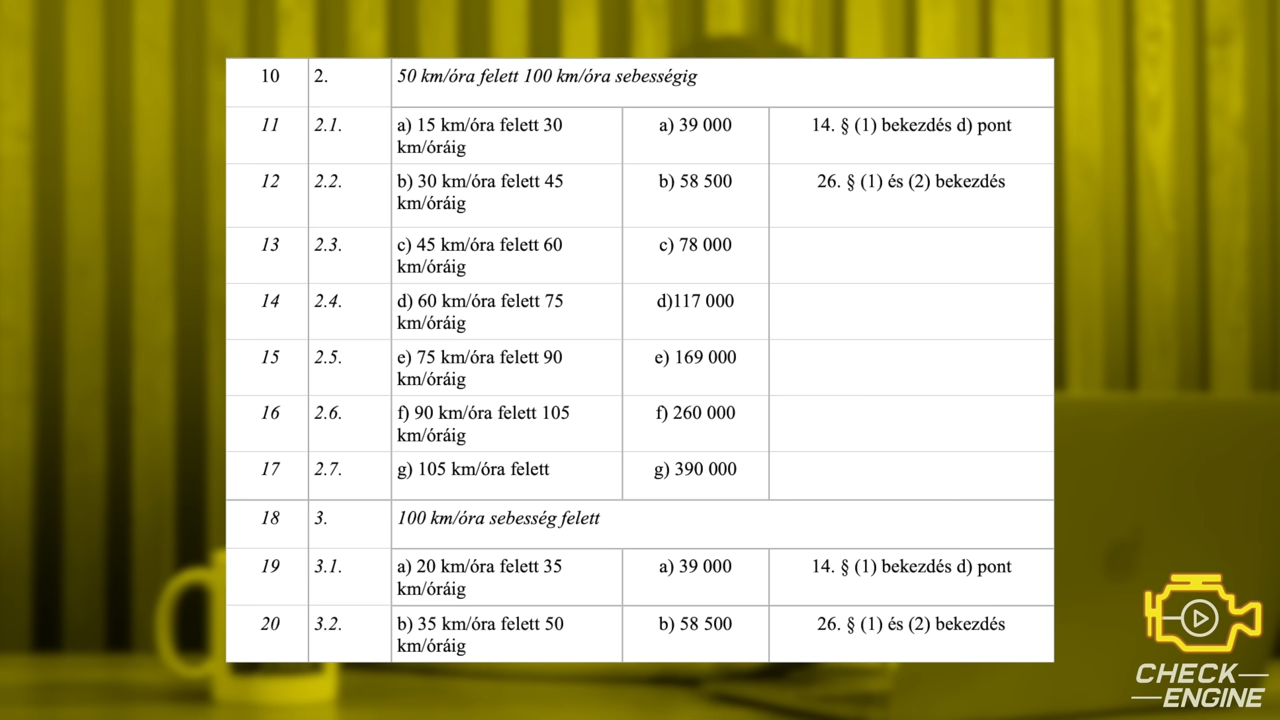 10 2. 50 km/óra felett 100 km/óra sebességig
11 2.1. a) 15 km/óra felett 30 a) 39 000 14. § (1) bekezdés d) pont
km/óráig
12 2.2. b) 30 km/óra felett 45 b) 58 500 26. § (1) és (2) bekezdés
km/óráig
13 2.3. c) 45 km/óra felett 60 c) 78 000
km/óráig
14 2.4. d) 60 km/óra felett 75 d)117 000
km/óráig
15 2.5. e) 75 km/óra felett 90 e) 169 000
km/óráig
16 2.6. f) 90 km/óra felett 105 f) 260 000
km/óráig
17 2.7. g) 105 km/óra felett g) 390 000
18 3. 100 km/óra sebesség felett
19 3.1. a) 20 km/óra felett 35 a) 39 000 14. § (1) bekezdés d) pont
km/óráig
20 3.2. b) 35 km/óra felett 50 b) 58 500 26. § (1) és (2) bekezdés
km/óráig
CHECK
ENGINE